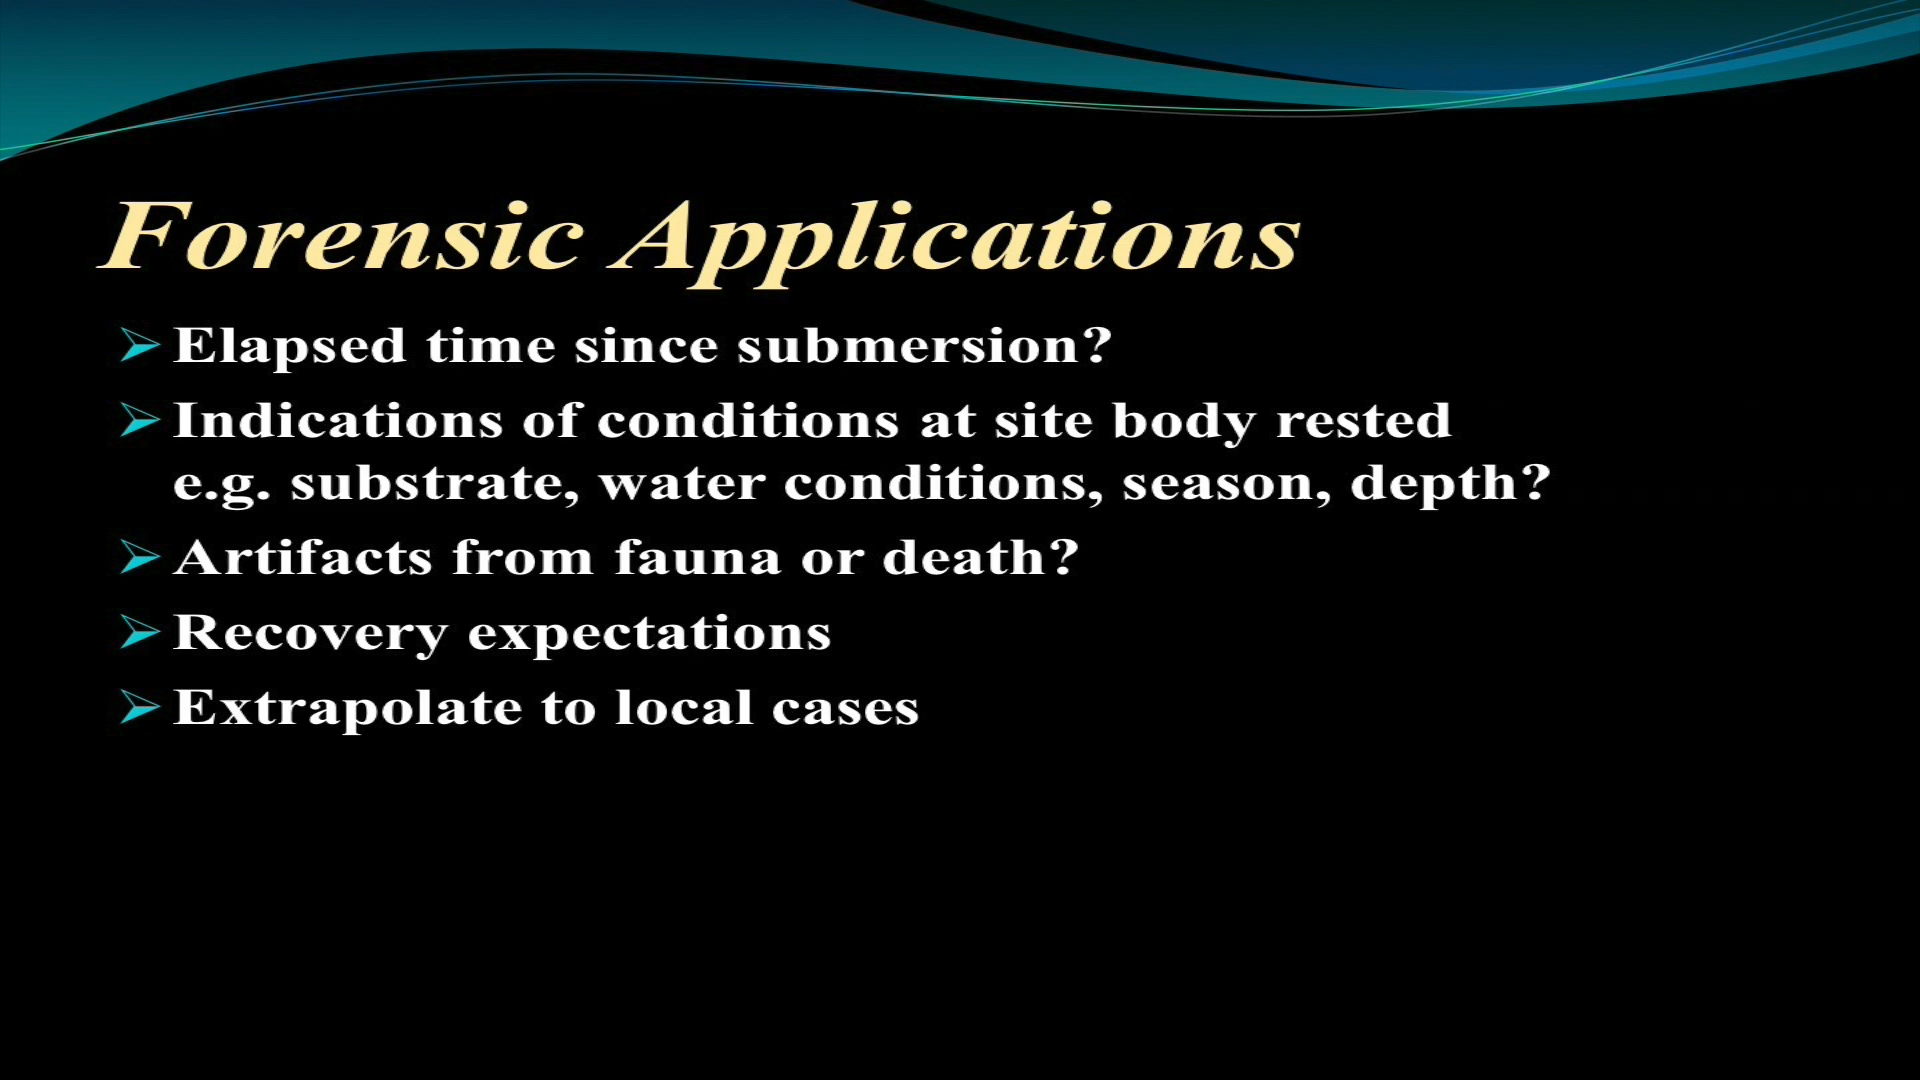 Forensic Applications
Elapsed time since submersion?
Indications of conditions at site body rested
e.g. substrate, water conditions, season, depth?
Artifacts from fauna or death?
Recovery expectations
Extrapolate to local cases